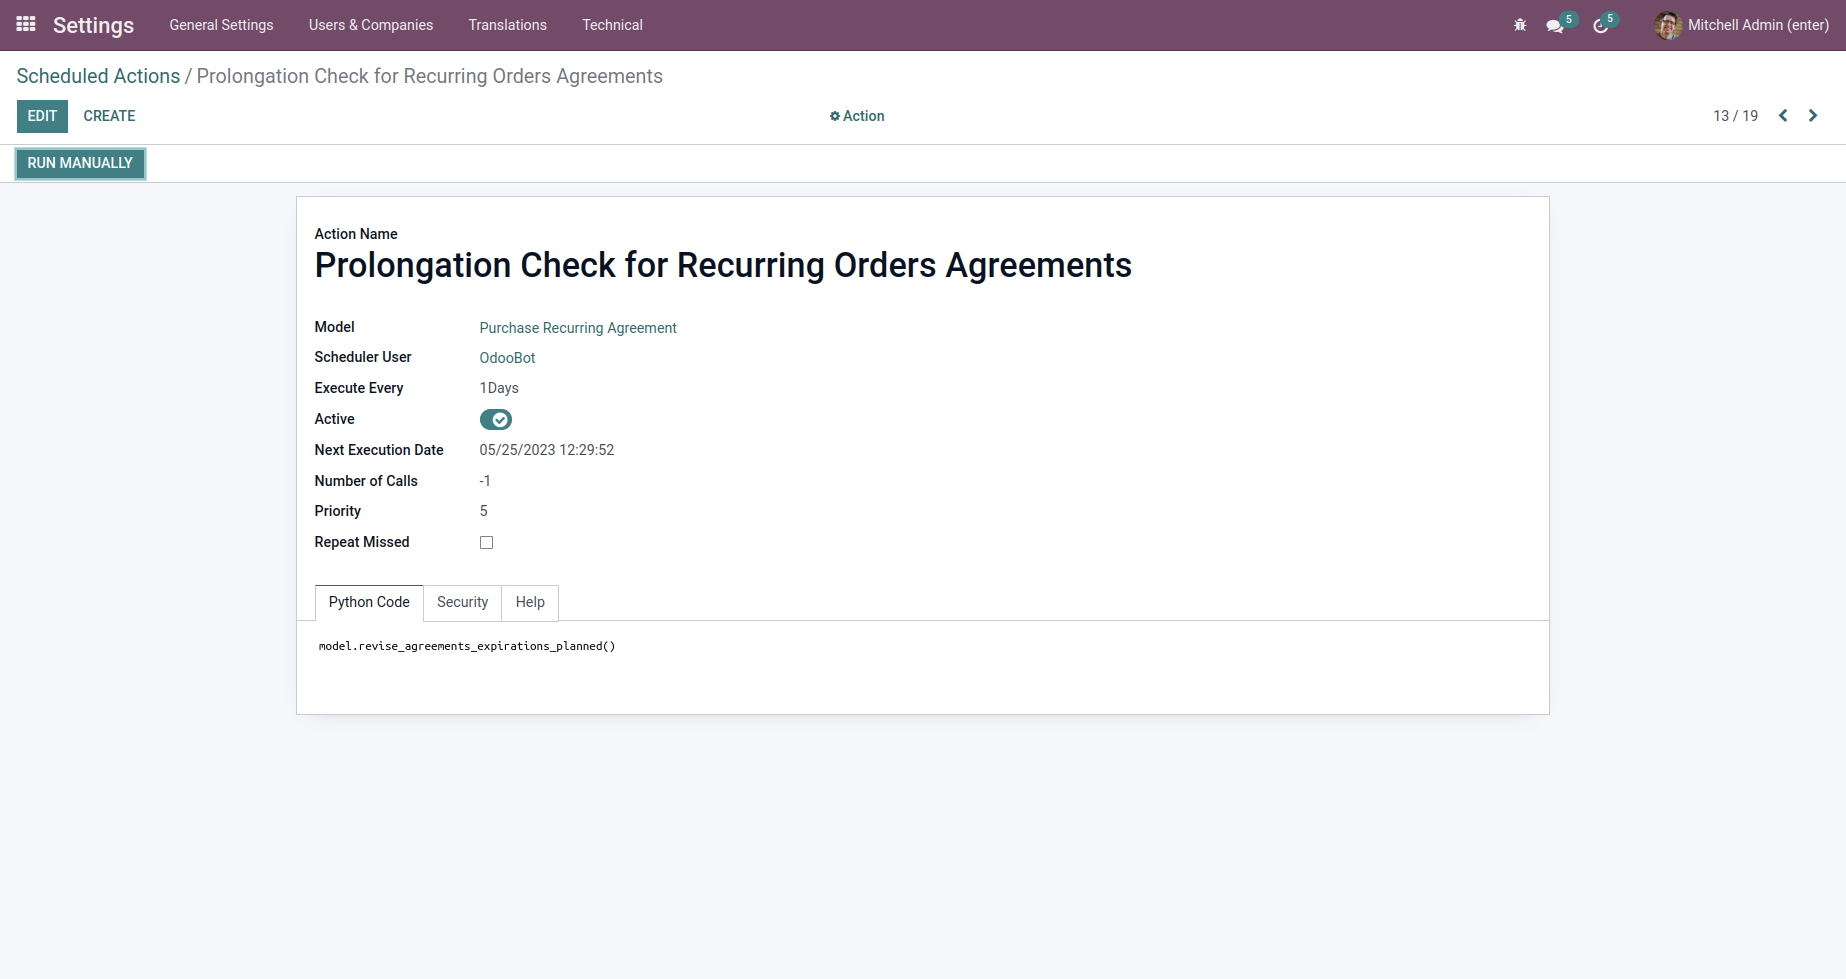 Settings General Settings Users & Companies Translations Technical 5 5 Mitchell Admin (enter)
Scheduled Actions / Prolongation Check for Recurring Orders Agreements
EDIT CREATE Action 13 / 19
RUN MANUALLY
Action Name
Prolongation Check for Recurring Orders Agreements
Model Purchase Recurring Agreement
Scheduler User OdooBot
Execute Every 1Days
Active
Next Execution Date 05/25/2023 12:29:52
Number of Calls -1
Priority 5
Repeat Missed
Python Code Security Help
model.revise_agreements_expirations_planned()